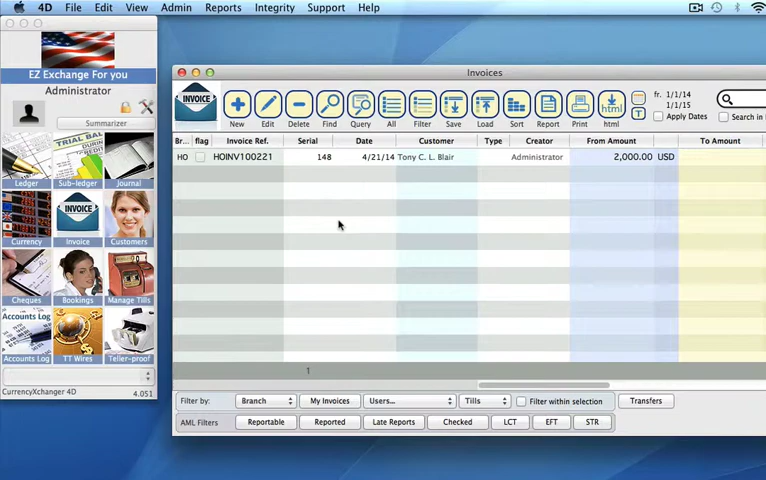 4D File Edit View Admin Reports Integrity Support Help
EZ Exchange For you
Administrator
Summarizer
Ledger Sub-ledger Journal
TRIAL BAL
INVOICE
Currency Invoice Customers
Cheques Bookings Manage Tills
Accounts Log
Accounts Log TT Wires Teller-proof
CurrencyXchanger 4D 4.051
Invoices
INVOICE
New Edit Delete Find Query All Filter Save Load Sort Report Print html
html
T
fr. 1/1/14
1/1/15
Apply Dates
Search in
Br... flag Invoice Ref. Serial Date Customer Type Creator From Amount To Amount
HO HOINV100221 148 4/21/14 Tony C. L. Blair Administrator 2,000.00 USD
1
Filter by: Branch My Invoices Users... Tills Filter within selection Transfers
AML Filters Reportable Reported Late Reports Checked LCT EFT STR